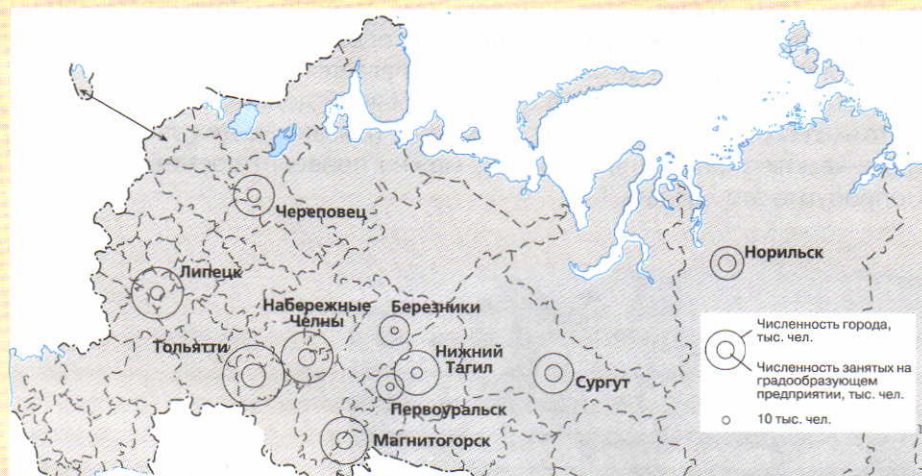 Череповец
Норильск
Липецк
Набережные
Челны
Березники
Тольятти
Нижний
Тагил
Сургут
Первоуральск
Магнитогорск
Численность города,
тыс. чел.
Численность занятых на
градообразующем
предприятии, тыс. чел.
10 тыс. чел.